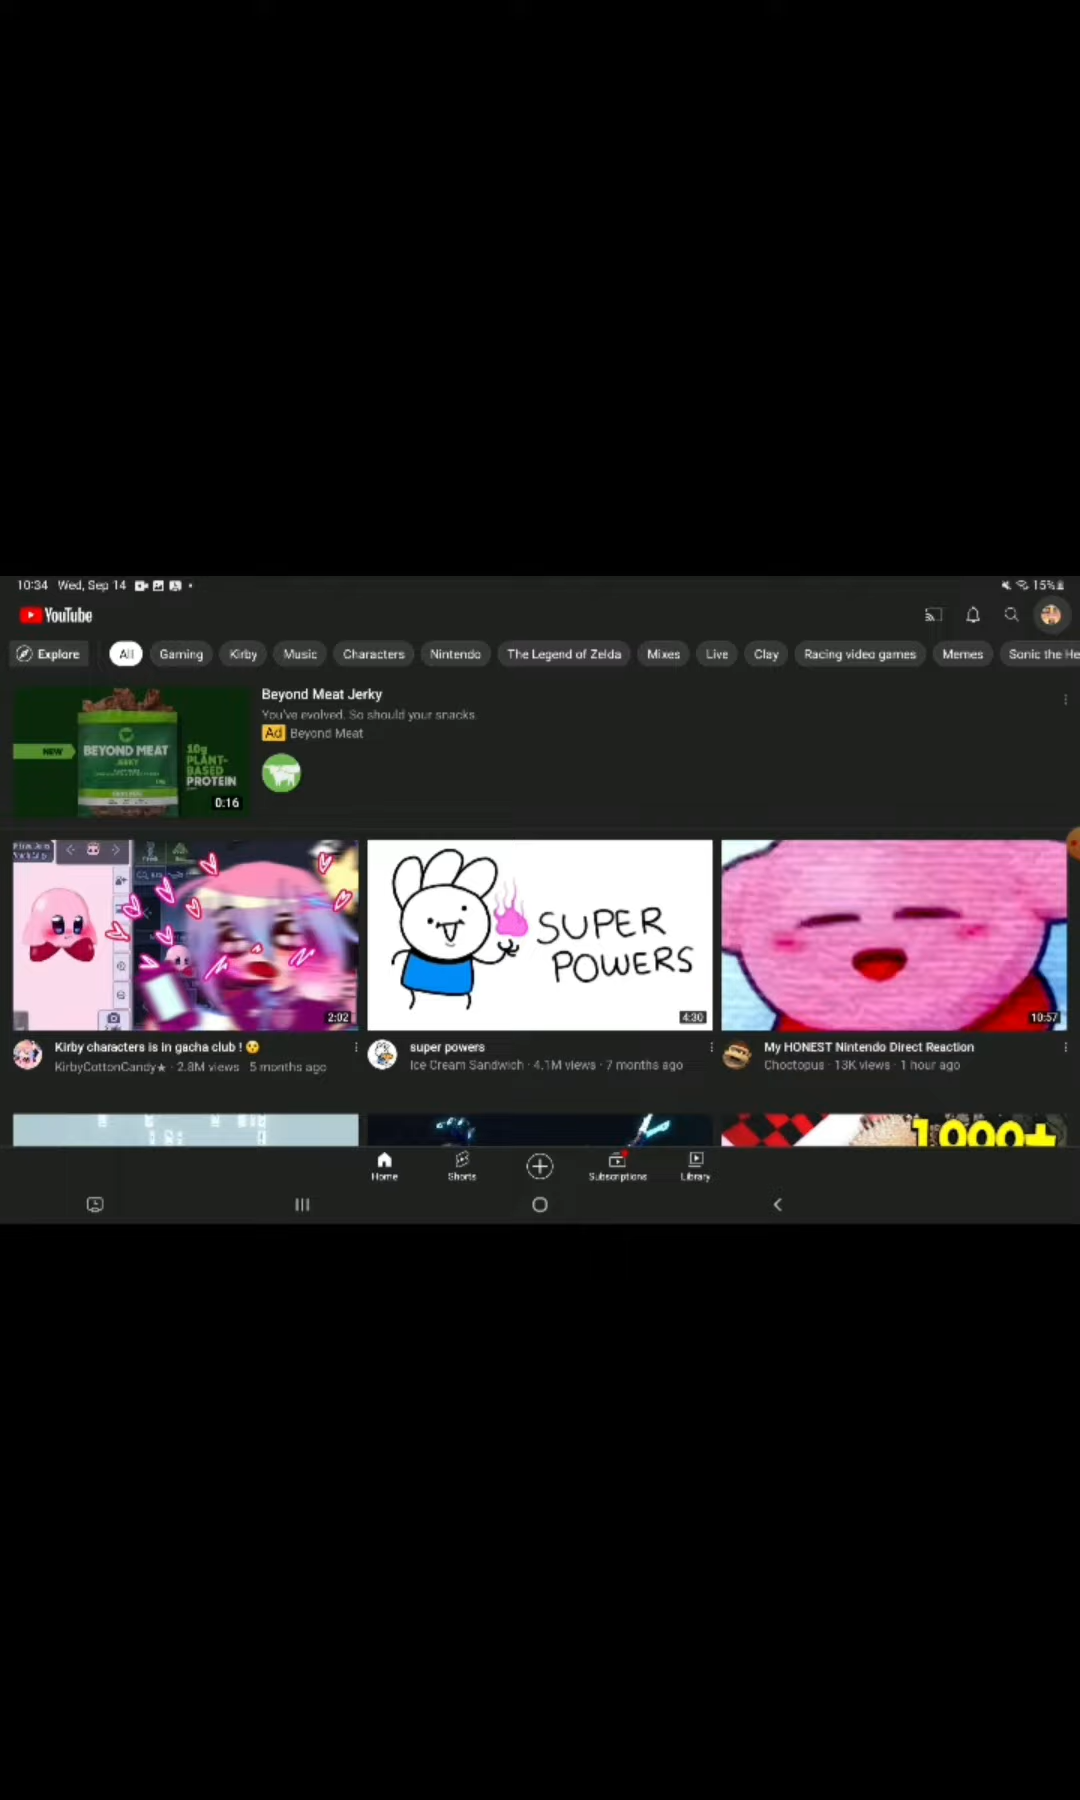 10:34 Wed, Sep 14
15%
YouTube
Explore
All
Gaming
Kirby
Music
Characters
Nintendo
The Legend of Zelda
Mixes
Live
Clay
Racing video games
Memes
Sonic the He
NEW
BEYOND MEAT
JERKY
10g
PLANT-
BASED
PROTEIN
0:16
Beyond Meat Jerky
You've evolved. So should your snacks.
Ad Beyond Meat
2:02
SUPER
POWERS
4:30
10:57
Kirby characters is in gacha club ! 😗
KirbyCottonCandy★ · 2.8M views · 5 months ago
super powers
Ice Cream Sandwich · 4.1M views · 7 months ago
My HONEST Nintendo Direct Reaction
Choctopus · 13K views · 1 hour ago
1,000+
Home
Shorts
Subscriptions
Library